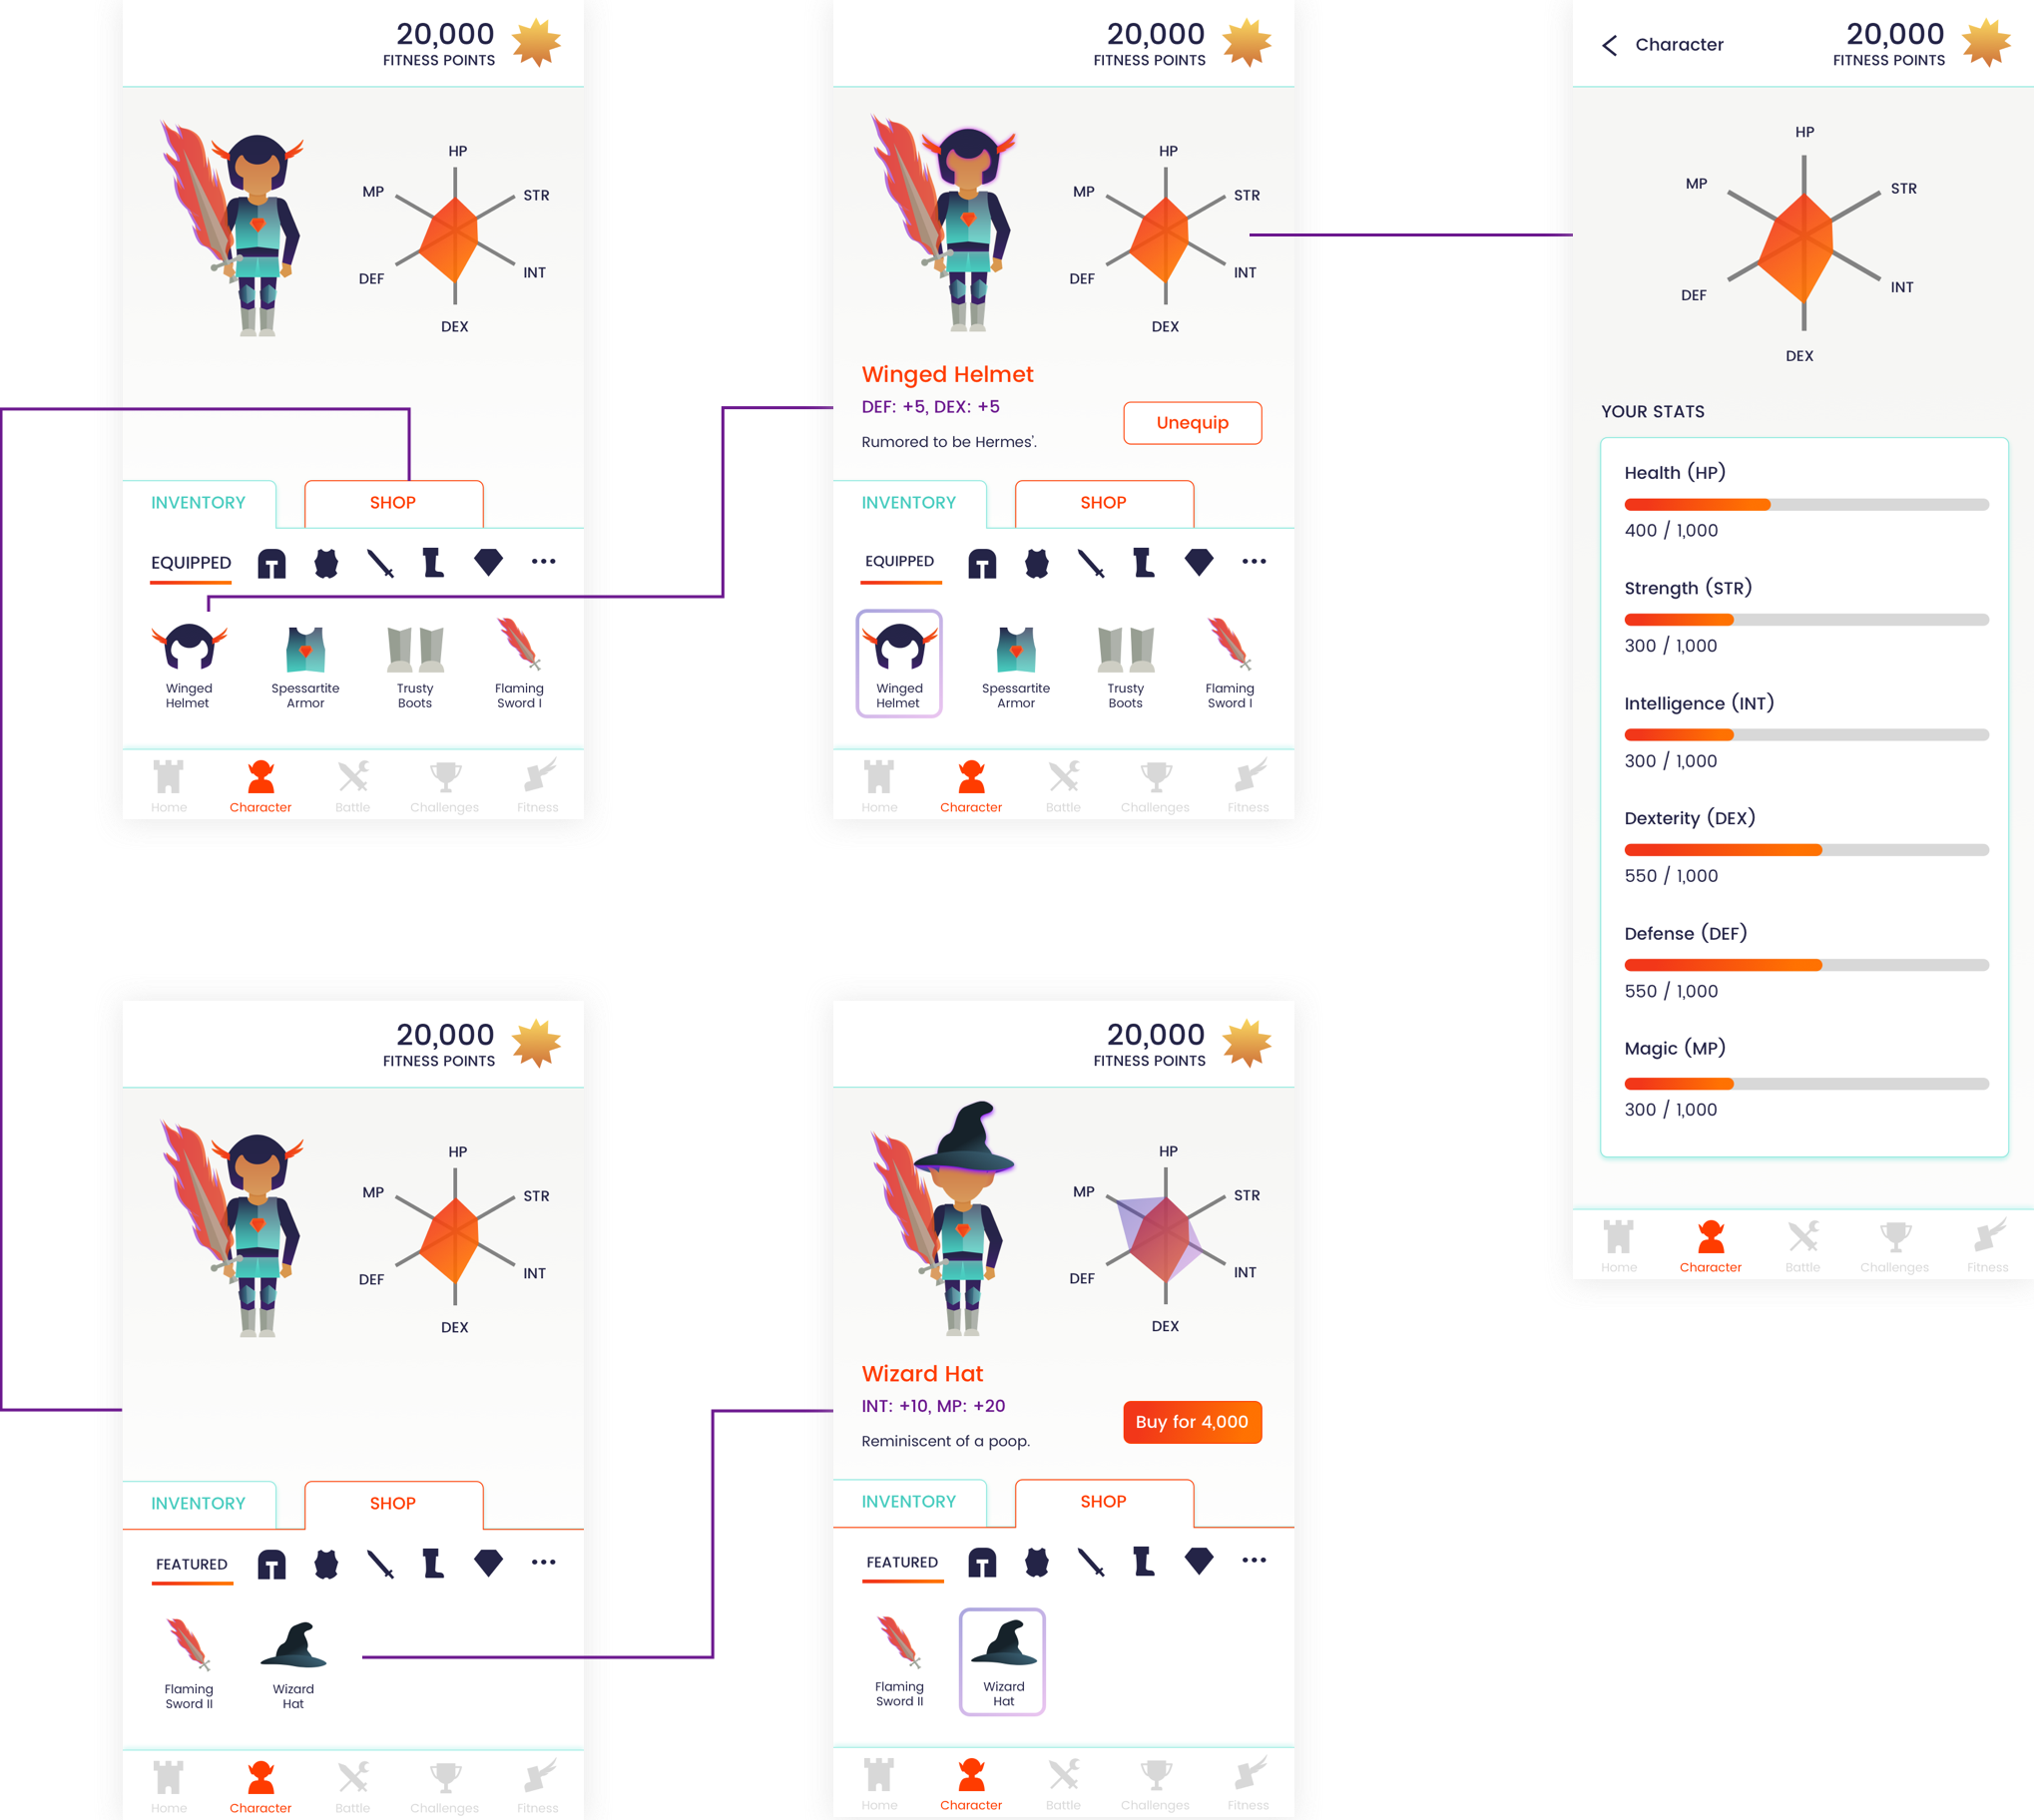 20,000
FITNESS POINTS
HP
MP
STR
DEF
INT
DEX
INVENTORY
SHOP
EQUIPPED
Winged
Helmet
Spessartite
Armor
Trusty
Boots
Flaming
Sword I
Home
Character
Battle
Challenges
Fitness
20,000
FITNESS POINTS
HP
MP
STR
DEF
INT
DEX
Winged Helmet
DEF: +5, DEX: +5
Rumored to be Hermes'.
Unequip
INVENTORY
SHOP
EQUIPPED
Winged
Helmet
Spessartite
Armor
Trusty
Boots
Flaming
Sword I
Home
Character
Battle
Challenges
Fitness
Character
20,000
FITNESS POINTS
HP
MP
STR
DEF
INT
DEX
YOUR STATS
Health (HP)
400 / 1,000
Strength (STR)
300 / 1,000
Intelligence (INT)
300 / 1,000
Dexterity (DEX)
550 / 1,000
Defense (DEF)
550 / 1,000
Magic (MP)
300 / 1,000
Home
Character
Battle
Challenges
Fitness
20,000
FITNESS POINTS
HP
MP
STR
DEF
INT
DEX
INVENTORY
SHOP
FEATURED
Flaming
Sword II
Wizard
Hat
Home
Character
Battle
Challenges
Fitness
20,000
FITNESS POINTS
HP
MP
STR
DEF
INT
DEX
Wizard Hat
INT: +10, MP: +20
Reminiscent of a poop.
Buy for 4,000
INVENTORY
SHOP
FEATURED
Flaming
Sword II
Wizard
Hat
Home
Character
Battle
Challenges
Fitness